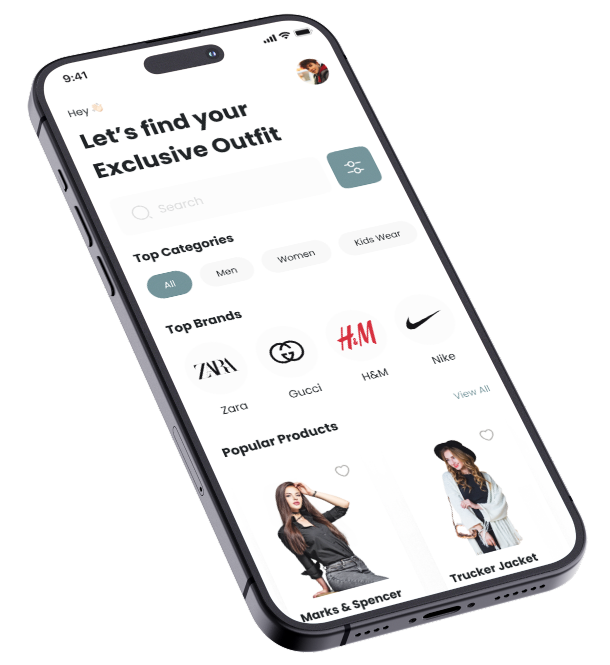 9:41
Hey 👋🏻
Let's find your
Exclusive Outfit
Search
Top Categories
All
Men
Women
Kids Wear
Top Brands
ZARA
H&M
Zara
Gucci
H&M
Nike
View All
Popular Products
Marks & Spencer
Trucker Jacket